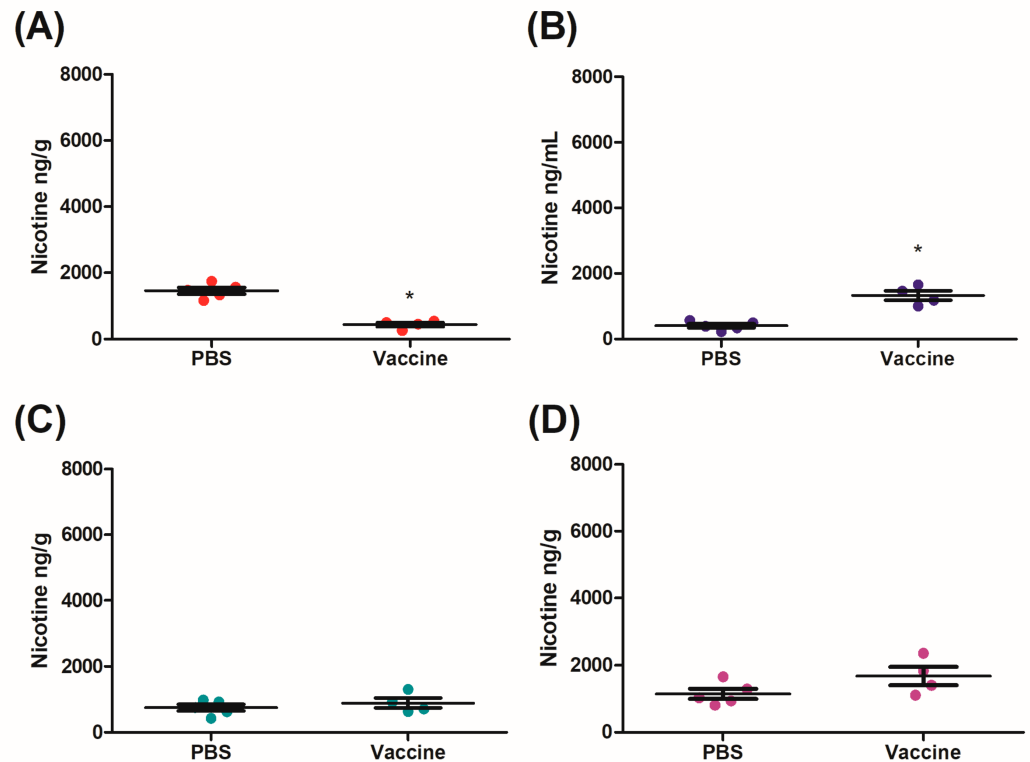 (A)
Nicotine ng/g
8000
6000
4000
2000
0
*
PBS
Vaccine
(B)
Nicotine ng/mL
8000
6000
4000
2000
0
*
PBS
Vaccine
(C)
Nicotine ng/g
8000
6000
4000
2000
0
PBS
Vaccine
(D)
Nicotine ng/g
8000
6000
4000
2000
0
PBS
Vaccine